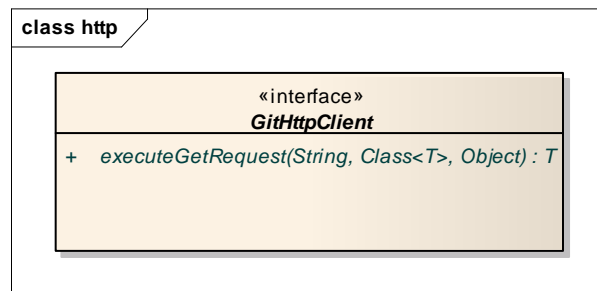 class http
«interface»
GitHttpClient
+ executeGetRequest(String, Class<T>, Object) : T